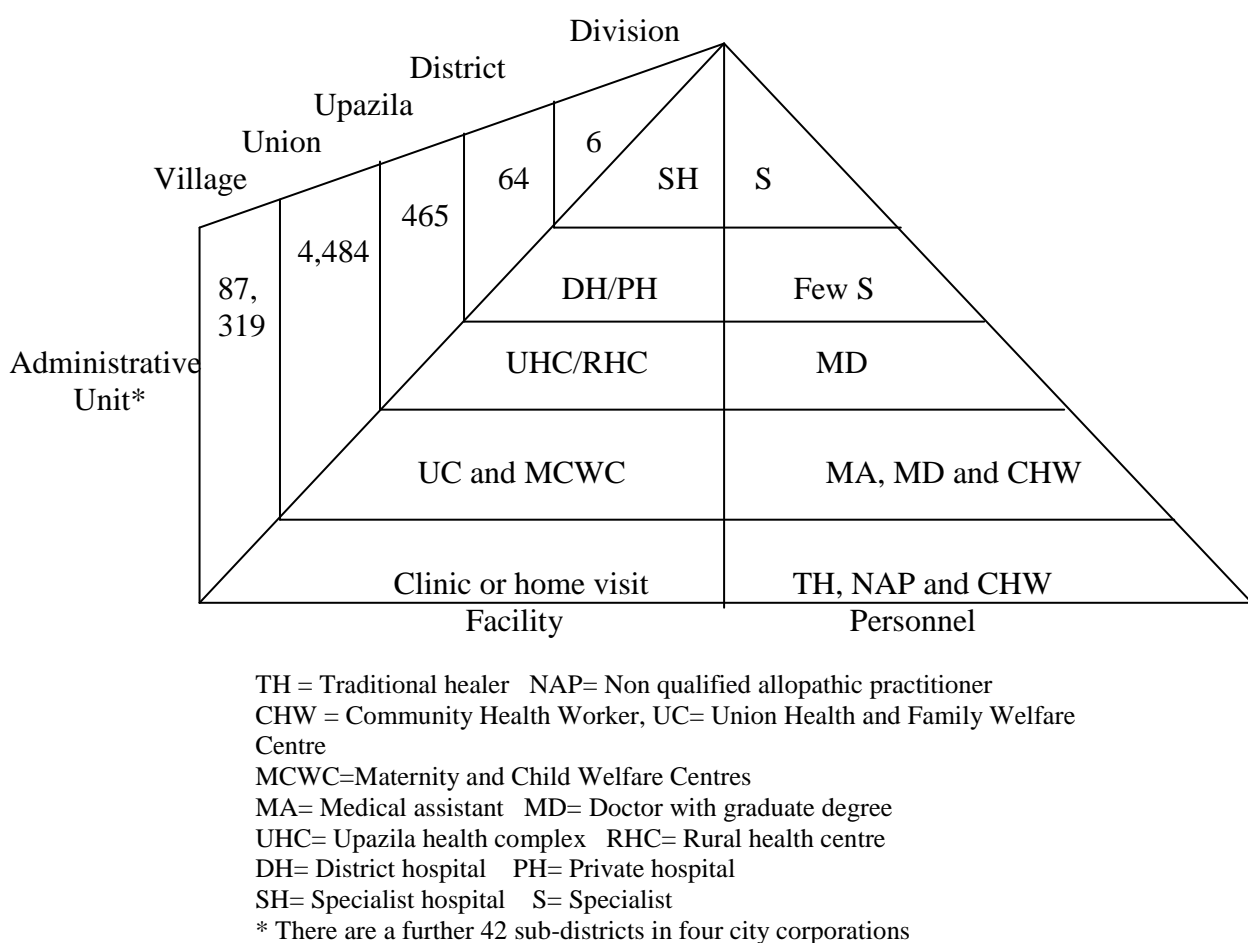 Division
District
Upazila
Union
Village
6
64
465
4,484
87,
319
Administrative
Unit*
SH S
DH/PH Few S
UHC/RHC MD
UC and MCWC MA, MD and CHW
Clinic or home visit TH, NAP and CHW
Facility Personnel
TH = Traditional healer NAP= Non qualified allopathic practitioner
CHW = Community Health Worker, UC= Union Health and Family Welfare
Centre
MCWC=Maternity and Child Welfare Centres
MA= Medical assistant MD= Doctor with graduate degree
UHC= Upazila health complex RHC= Rural health centre
DH= District hospital PH= Private hospital
SH= Specialist hospital S= Specialist
* There are a further 42 sub-districts in four city corporations